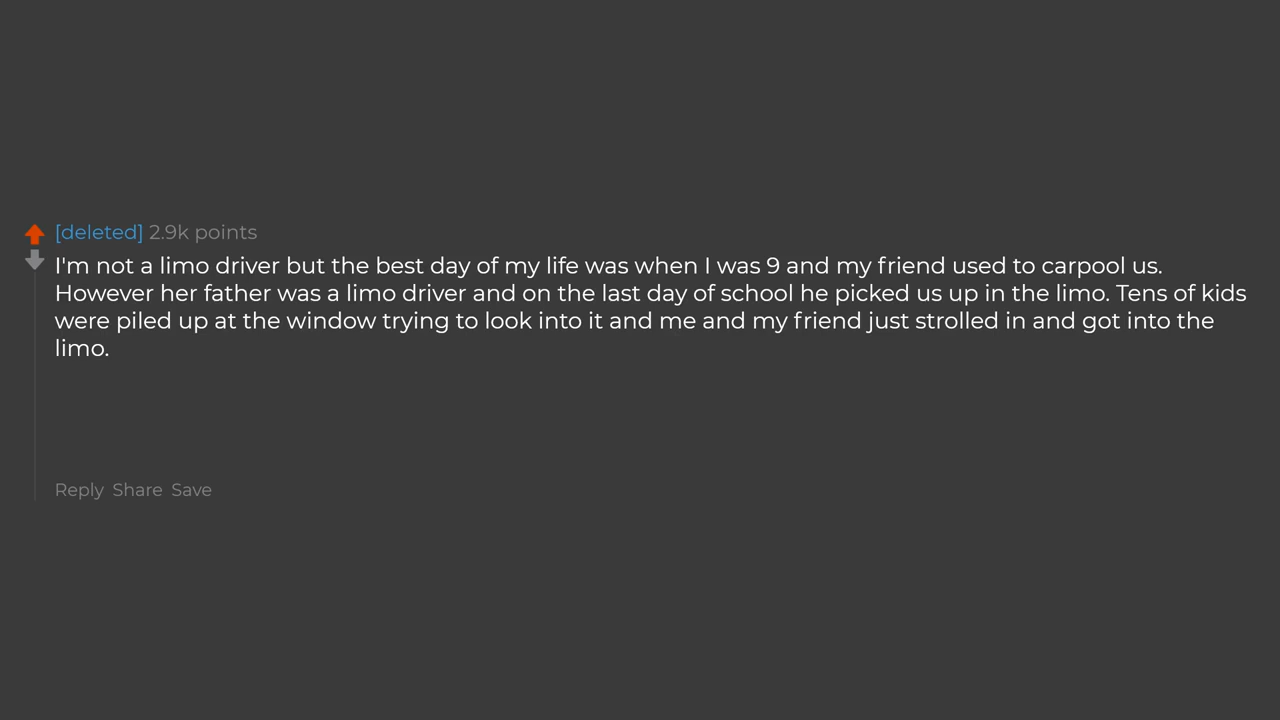 [deleted] 2.9k points
I'm not a limo driver but the best day of my life was when I was 9 and my friend used to carpool us.
However her father was a limo driver and on the last day of school he picked us up in the limo. Tens of kids
were piled up at the window trying to look into it and me and my friend just strolled in and got into the
limo.
Reply Share Save